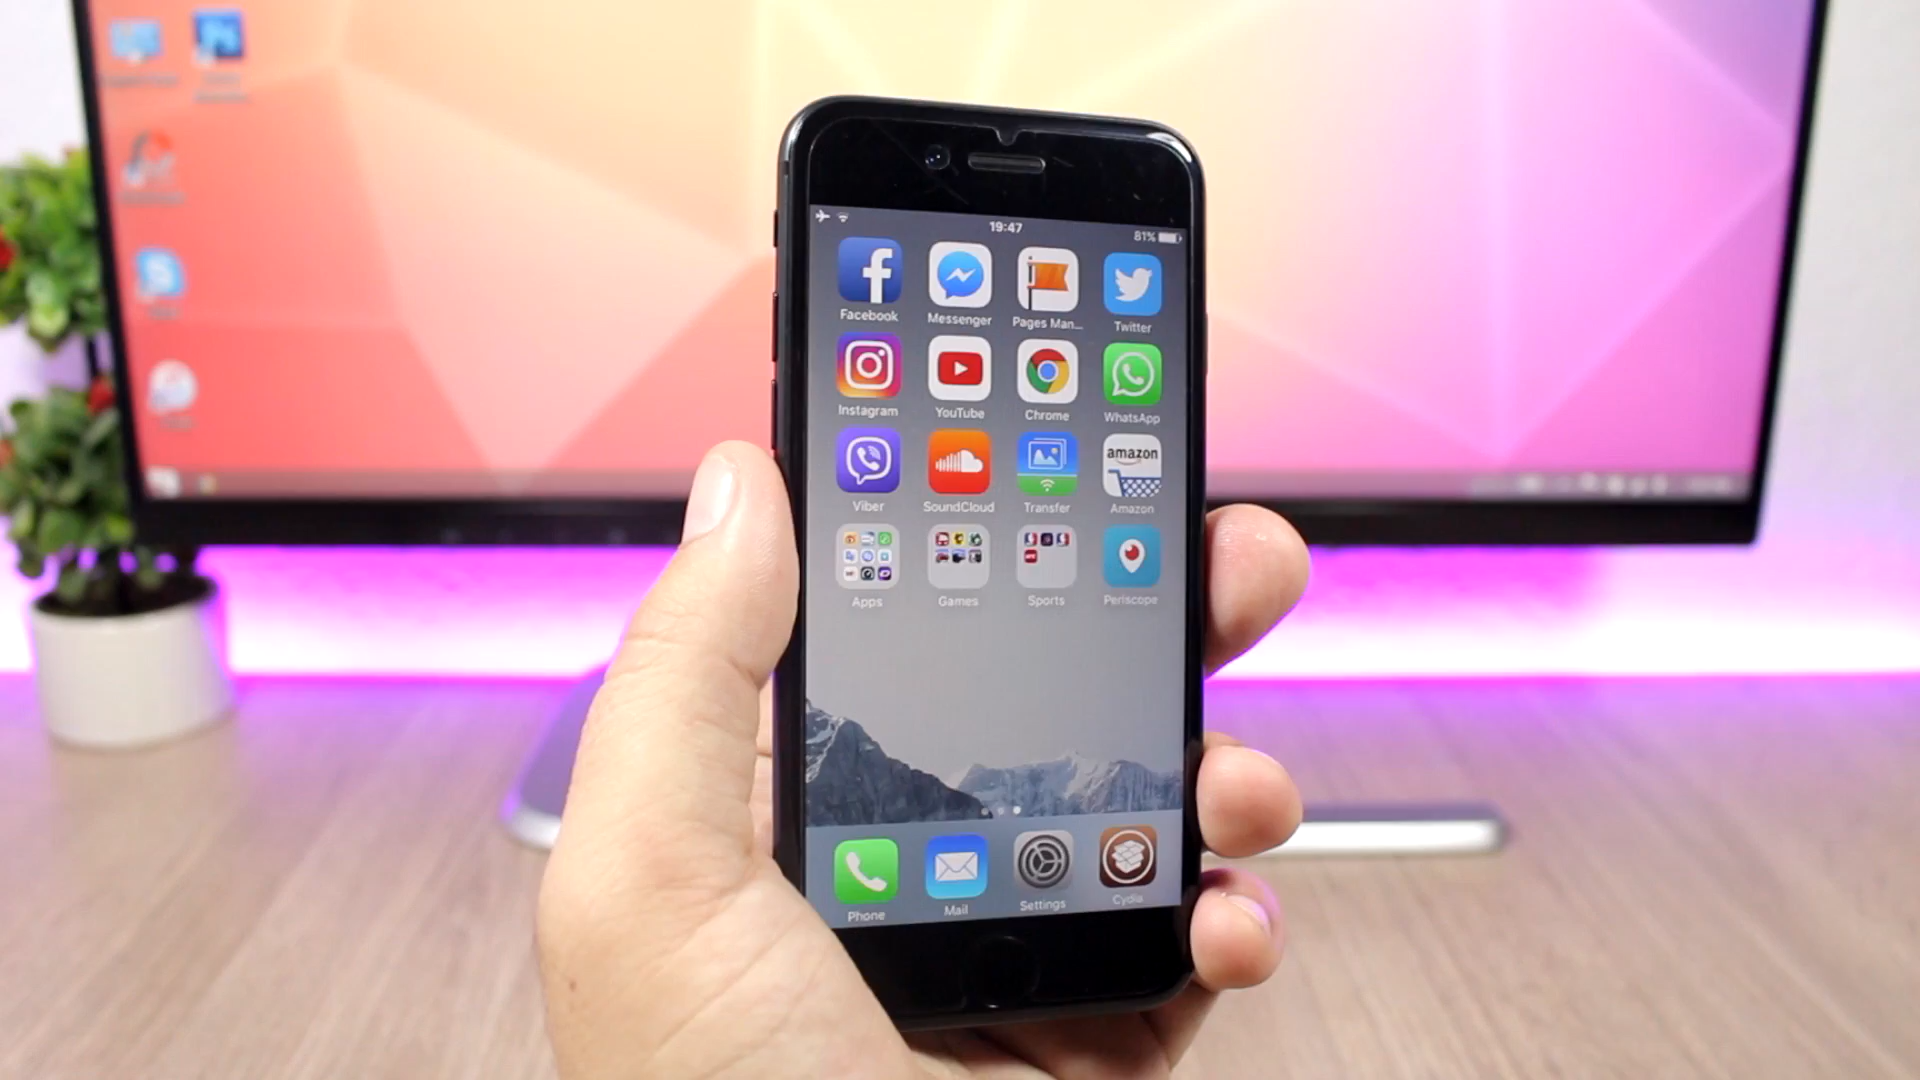 19:47
81%
Facebook
Messenger
Pages Man...
Twitter
Instagram
YouTube
Chrome
WhatsApp
amazon
Viber
SoundCloud
Transfer
Amazon
Apps
Games
Sports
Periscope
Phone
Mail
Settings
Cydia
Ps